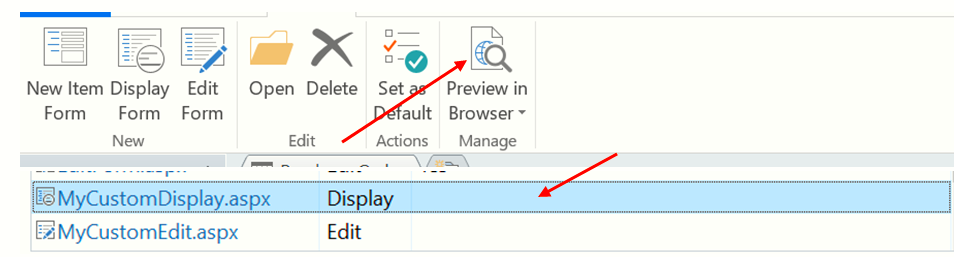 New Item Display Edit Open Delete Set as Preview in
Form Form Form Default Browser
New Edit Actions Manage
MyCustomDisplay.aspx Display
MyCustomEdit.aspx Edit